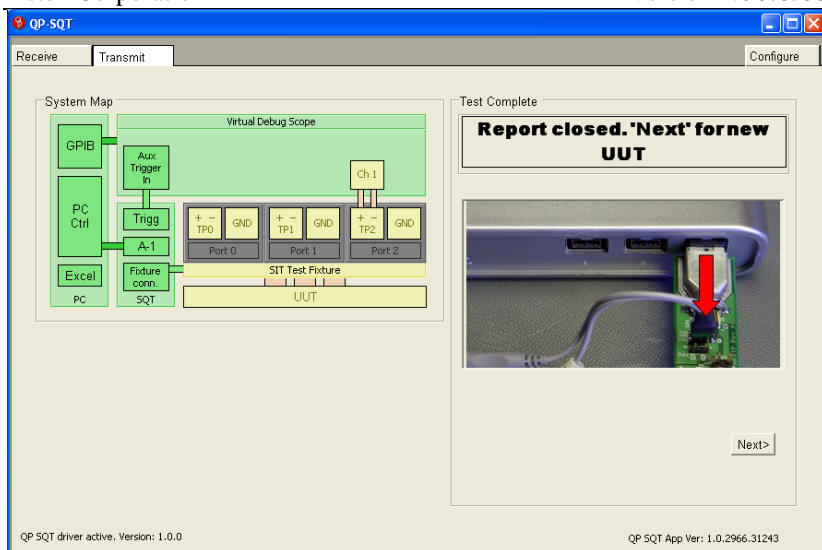 QP-SQT
Receive
Transmit
Configure
System Map
Virtual Debug Scope
GPIB
Aux
Trigger
In
Ch 1
PC
Ctrl
Trigg
A-1
+ -
TP0
GND
+ -
TP1
GND
+ -
TP2
GND
Port 0
Port 1
Port 2
Excel
Fixture
conn.
SIT Test Fixture
PC
SQT
UUT
Test Complete
Report closed. 'Next' for new
UUT
Next>
QP SQT driver active. Version: 1.0.0
QP SQT App Ver: 1.0.2966.31243